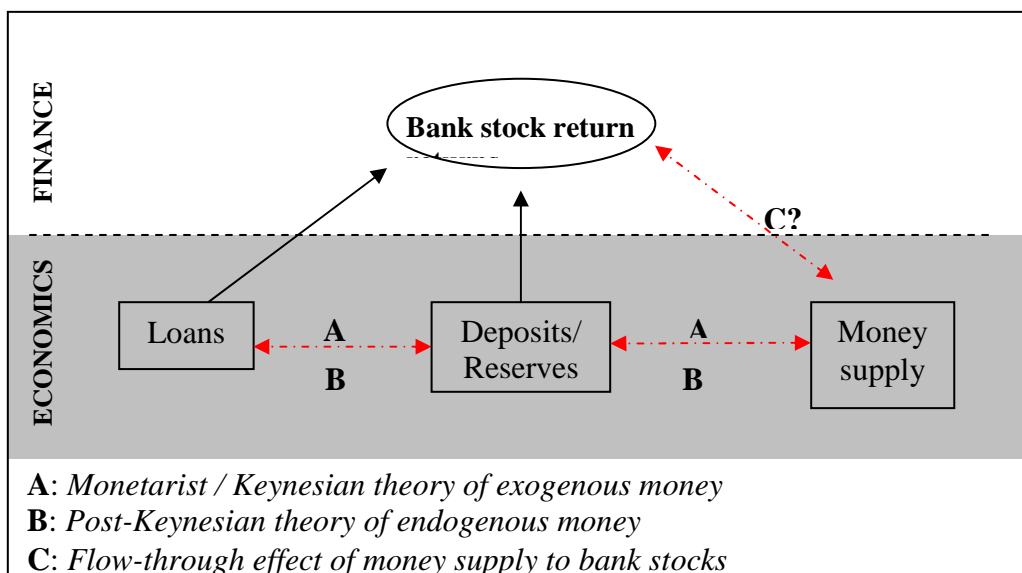 FINANCE
Bank stock return
C?
ECONOMICS
Loans
A
B
Deposits/
Reserves
A
B
Money
supply
A: Monetarist / Keynesian theory of exogenous money
B: Post-Keynesian theory of endogenous money
C: Flow-through effect of money supply to bank stocks